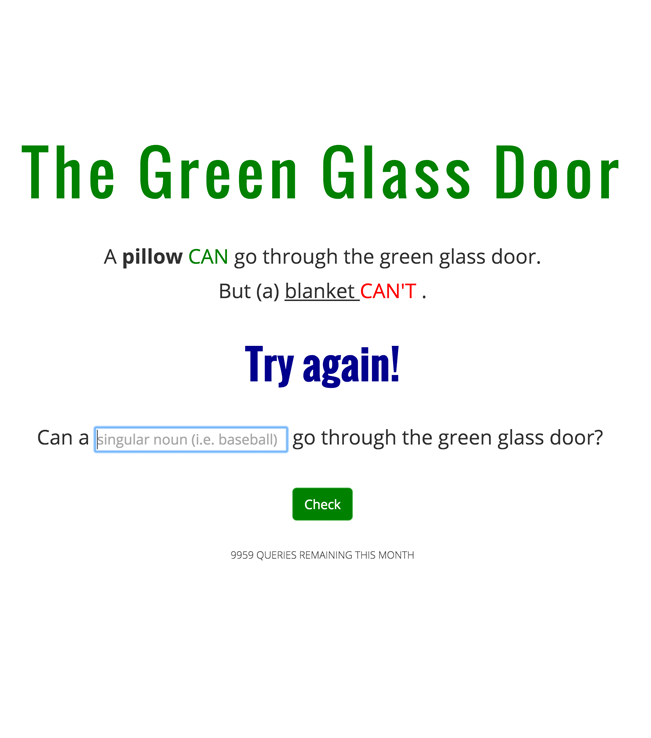 The Green Glass Door
A pillow CAN go through the green glass door.
But (a) blanket CAN'T .
Try again!
Can a singular noun (i.e. baseball) go through the green glass door?
Check
9959 QUERIES REMAINING THIS MONTH